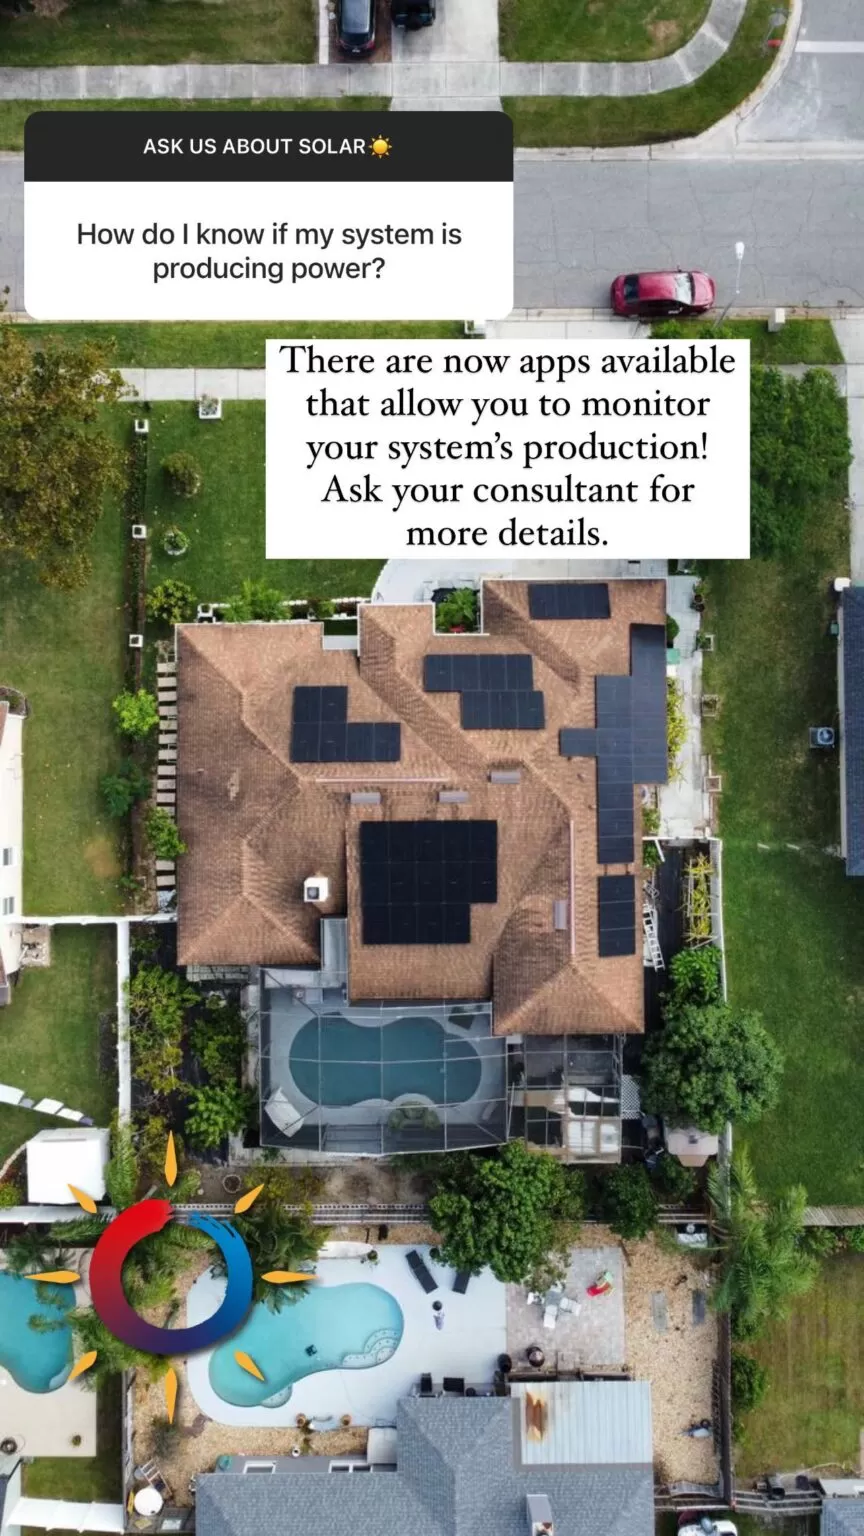 ASK US ABOUT SOLAR☀️
How do I know if my system is
producing power?
There are now apps available
that allow you to monitor
your system’s production!
Ask your consultant for
more details.